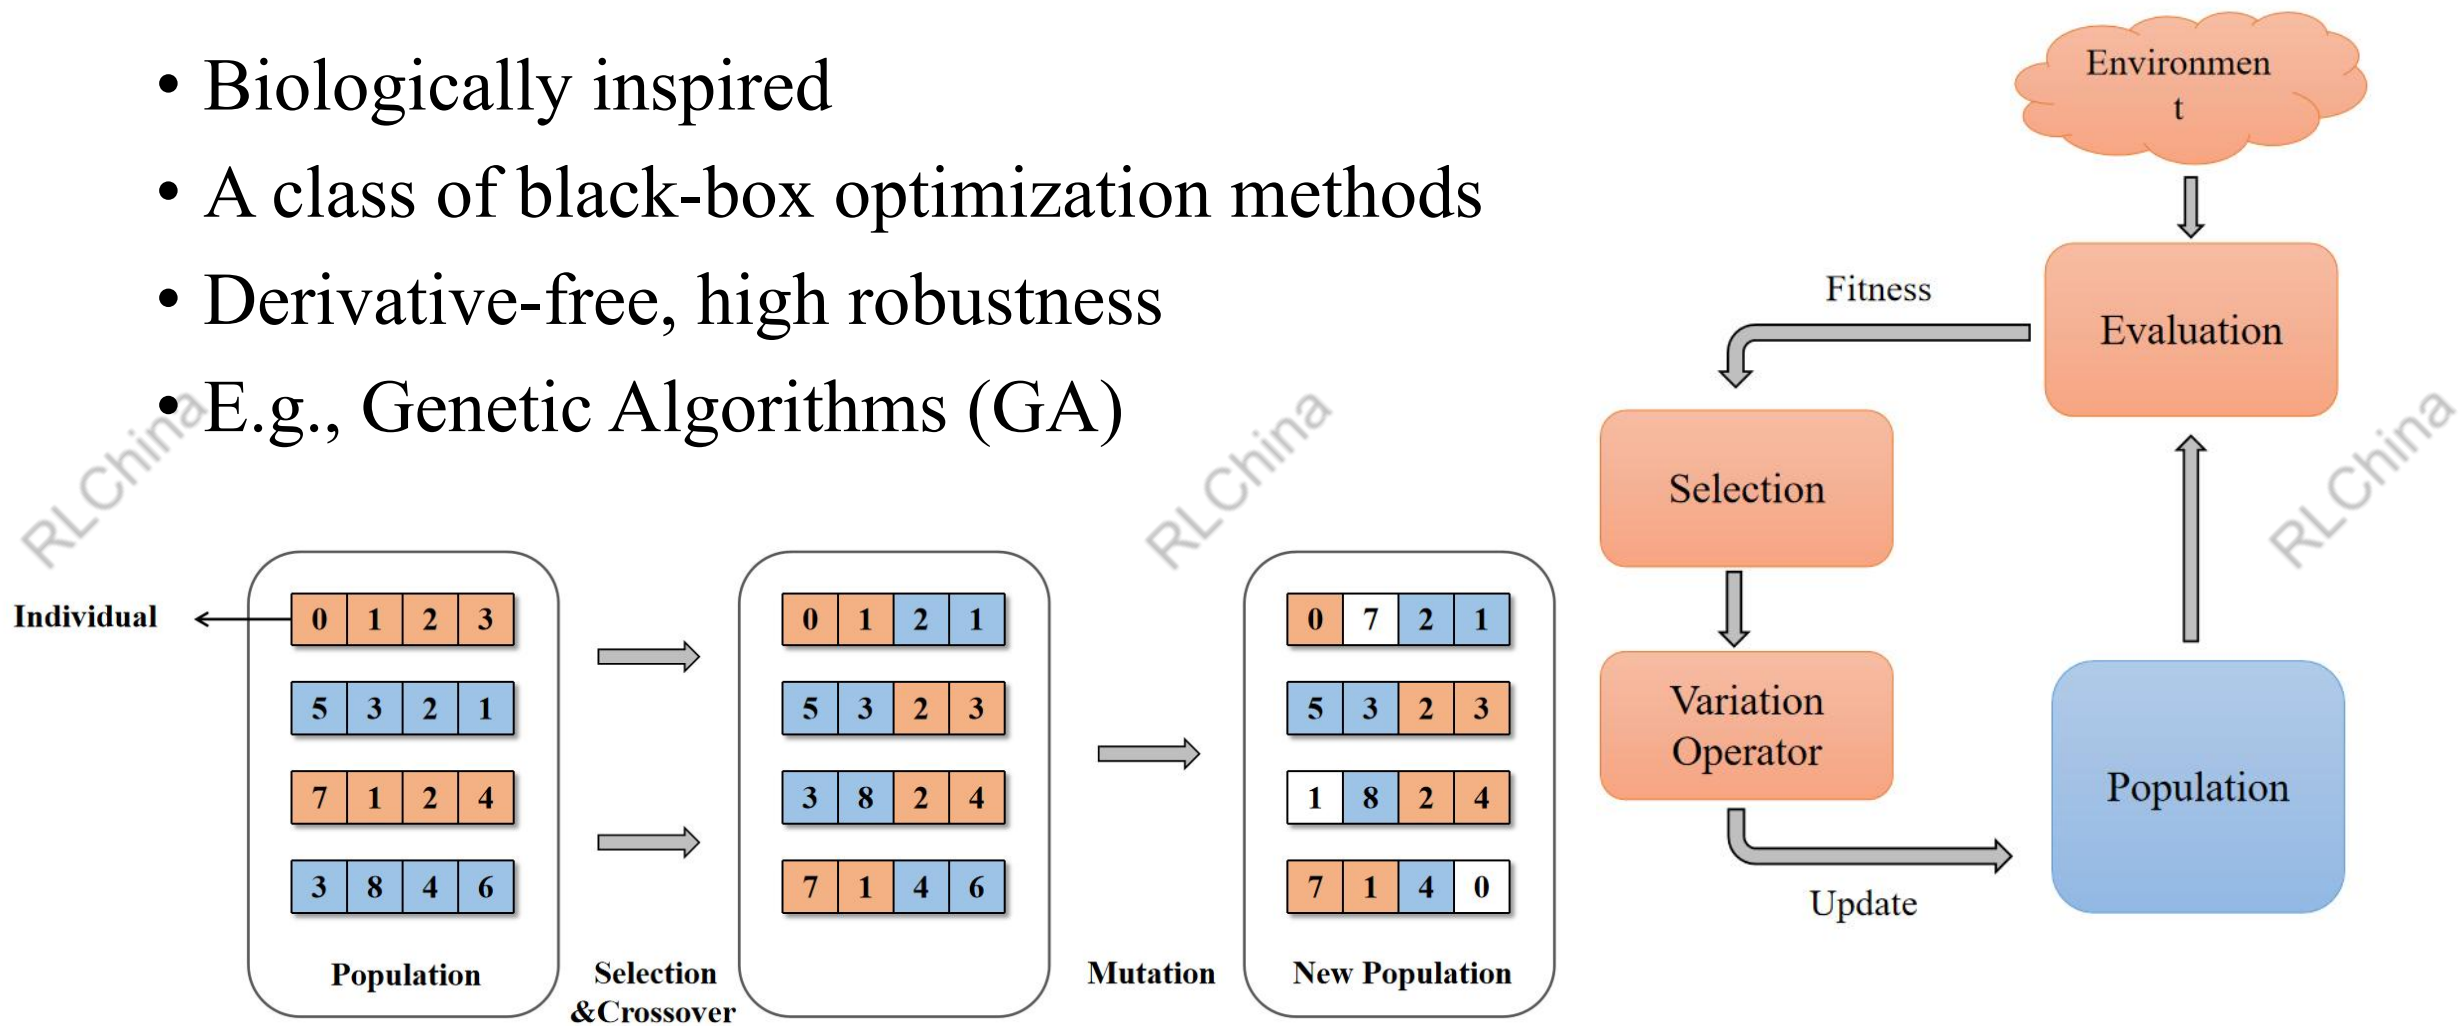 • Biologically inspired
• A class of black-box optimization methods
• Derivative-free, high robustness
• E.g., Genetic Algorithms (GA)
RLChina
RLChina
RLChina
Individual
0 1 2 3
5 3 2 1
7 1 2 4
3 8 4 6
Population
Selection
&Crossover
0 1 2 1
5 3 2 3
3 8 2 4
7 1 4 6
Mutation
0 7 2 1
5 3 2 3
1 8 2 4
7 1 4 0
New Population
Environmen
t
Evaluation
Fitness
Selection
Variation
Operator
Update
Population